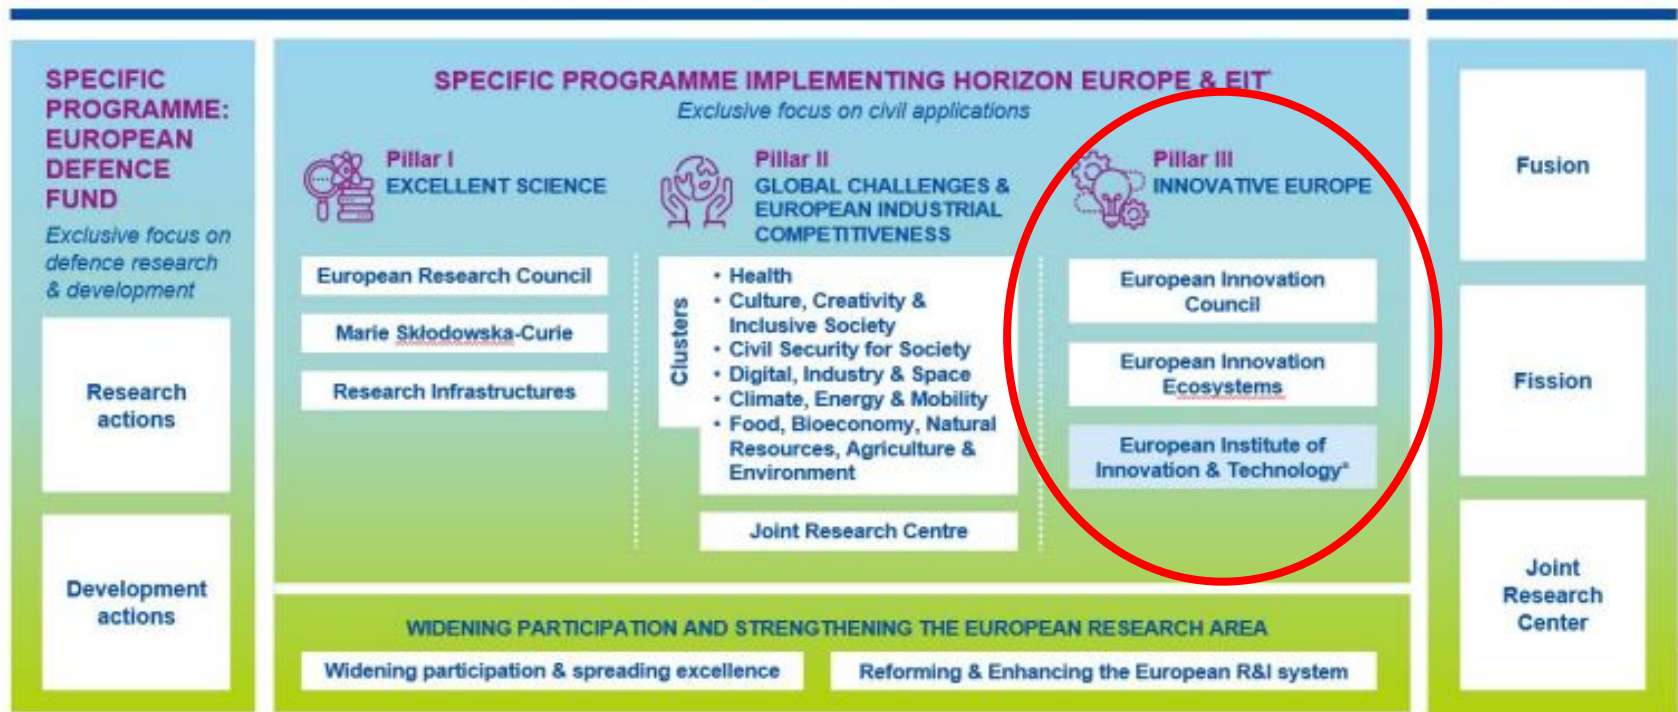 SPECIFIC
PROGRAMME:
EUROPEAN
DEFENCE
FUND
Exclusive focus on
defence research
& development
Research
actions
Development
actions
SPECIFIC PROGRAMME IMPLEMENTING HORIZON EUROPE & EIT*
Exclusive focus on civil applications
Pillar I
EXCELLENT SCIENCE
European Research Council
Marie Skłodowska-Curie
Research Infrastructures
Pillar II
GLOBAL CHALLENGES &
EUROPEAN INDUSTRIAL
COMPETITIVENESS
Clusters
• Health
• Culture, Creativity &
Inclusive Society
• Civil Security for Society
• Digital, Industry & Space
• Climate, Energy & Mobility
• Food, Bioeconomy, Natural
Resources, Agriculture &
Environment
Joint Research Centre
Pillar III
INNOVATIVE EUROPE
European Innovation
Council
European Innovation
Ecosystems
European Institute of
Innovation & Technology*
WIDENING PARTICIPATION AND STRENGTHENING THE EUROPEAN RESEARCH AREA
Widening participation & spreading excellence
Reforming & Enhancing the European R&I system
Fusion
Fission
Joint
Research
Center